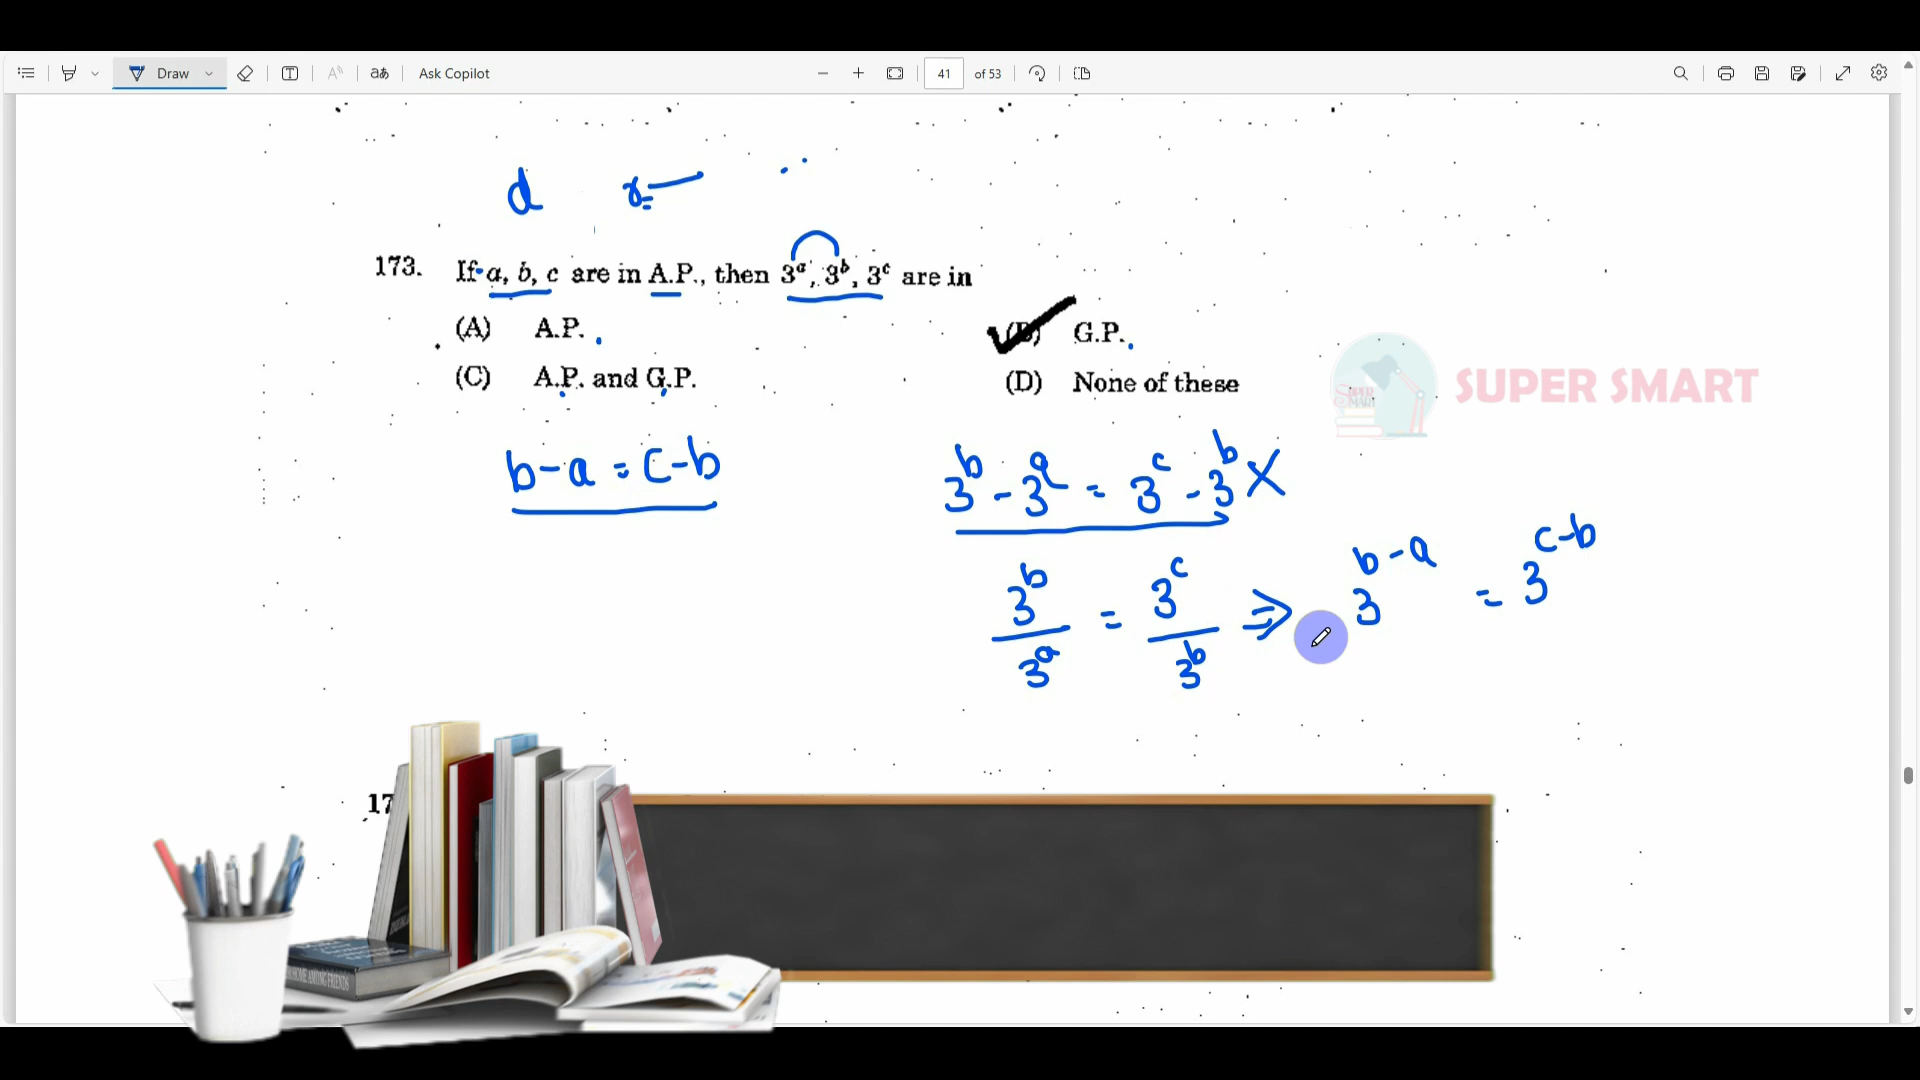 Draw
Ask Copilot
41 of 53
d r
173. If a, b, c are in A.P., then 3ᵃ, 3ᵇ, 3ᶜ are in
(A) A.P.
(B) G.P.
(C) A.P. and G.P.
(D) None of these
SUPER SMART
b-a = c-b
3ᵇ - 3ᵃ = 3ᶜ - 3ᵇ X
3ᵇ/3ᵃ = 3ᶜ/3ᵇ ⇒ 3ᵇ⁻ᵃ = 3ᶜ⁻ᵇ
17